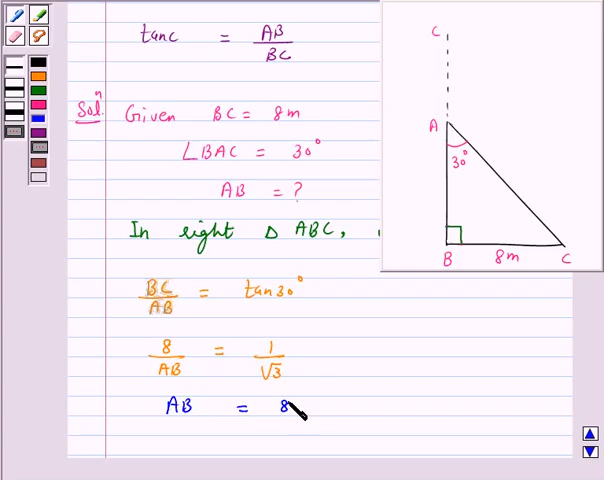 tanc = AB/BC
Solⁿ. Given BC = 8m
∠BAC = 30°
AB = ?
In right △ ABC,
BC/AB = tan30°
8/AB = 1/√3
AB = 8
C
A
30°
B 8m C